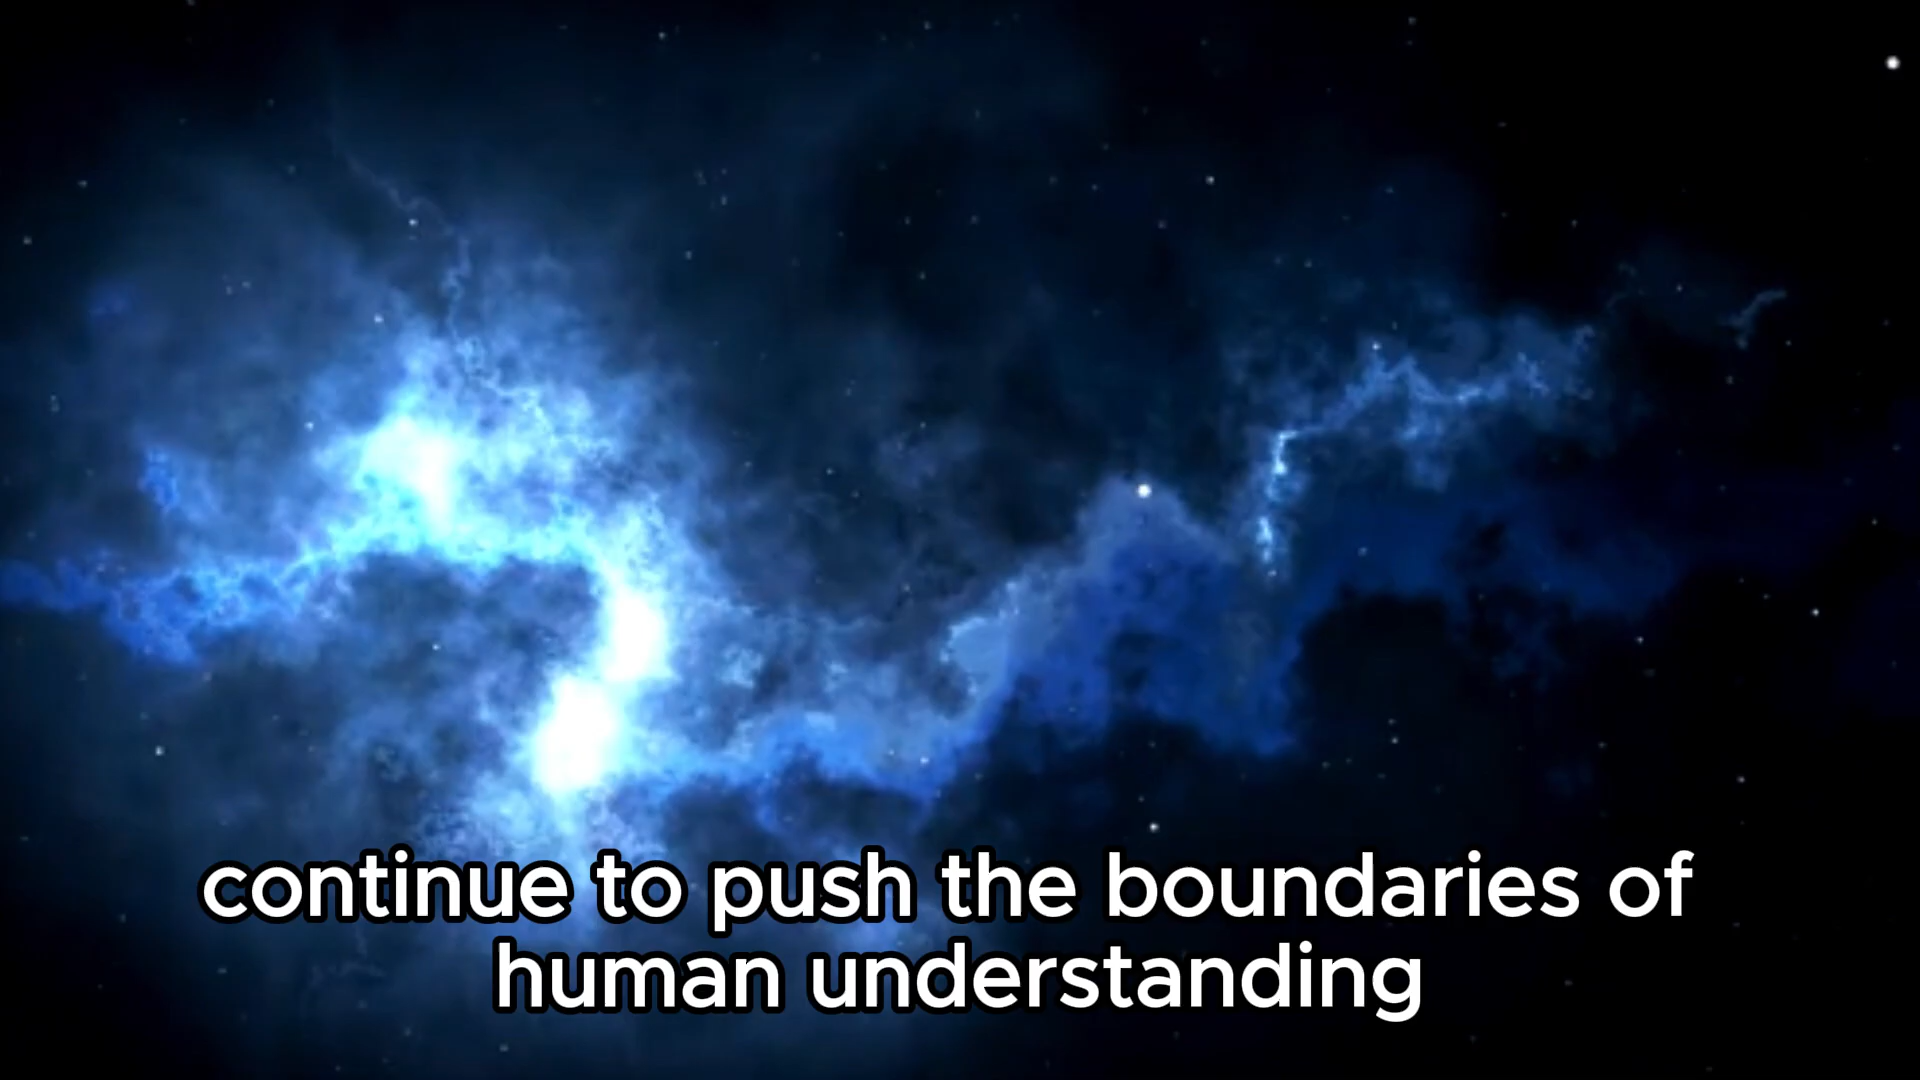 continue to push the boundaries of
human understanding